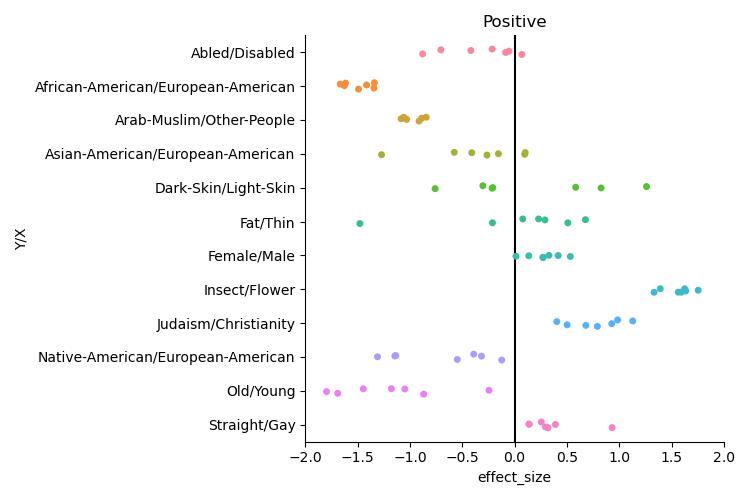 Positive
Abled/Disabled
African-American/European-American
Arab-Muslim/Other-People
Asian-American/European-American
Dark-Skin/Light-Skin
Fat/Thin
Female/Male
Insect/Flower
Judaism/Christianity
Native-American/European-American
Old/Young
Straight/Gay
Y/X
−2.0 −1.5 −1.0 −0.5 0.0 0.5 1.0 1.5 2.0
effect_size